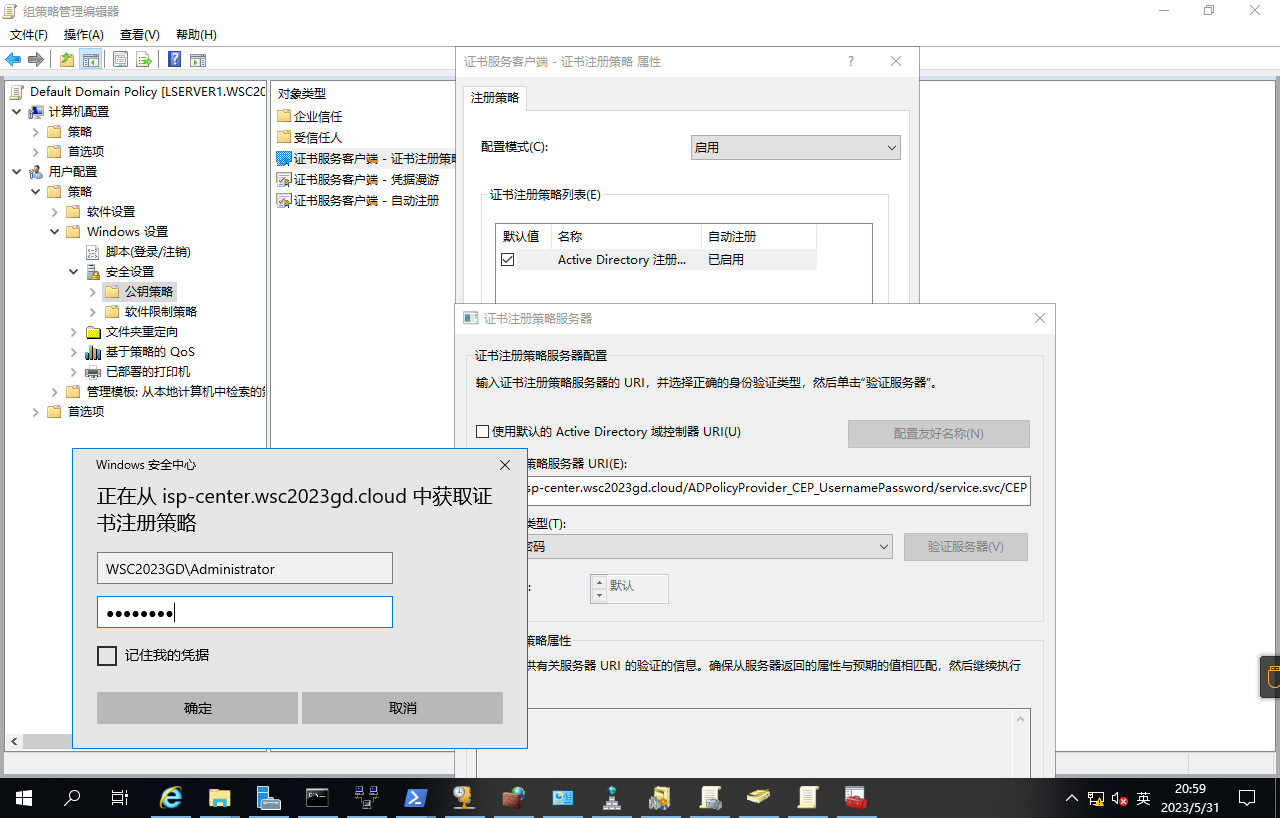 组策略管理编辑器
文件(F) 操作(A) 查看(V) 帮助(H)
Default Domain Policy [LSERVER1.WSC20
计算机配置
策略
首选项
用户配置
策略
软件设置
Windows 设置
脚本(登录/注销)
安全设置
公钥策略
软件限制策略
文件夹重定向
基于策略的 QoS
已部署的打印机
管理模板: 从本地计算机中检索的
首选项
对象类型
企业信任
受信任人
证书服务客户端 - 证书注册策略
证书服务客户端 - 凭据漫游
证书服务客户端 - 自动注册
证书服务客户端 - 证书注册策略 属性
?
注册策略
配置模式(C):
启用
证书注册策略列表(E)
默认值 名称 自动注册
Active Directory 注册... 已启用
证书注册策略服务器
证书注册策略服务器配置
输入证书注册策略服务器的 URI，并选择正确的身份验证类型，然后单击“验证服务器”。
使用默认的 Active Directory 域控制器 URI(U)
配置友好名称(N)
策略服务器 URI(E):
sp-center.wsc2023gd.cloud/ADPolicyProvider_CEP_UsernamePassword/service.svc/CEP
类型(T):
密码
验证服务器(V)
:
默认
策略属性
供有关服务器 URI 的验证的信息。确保从服务器返回的属性与预期的值相匹配，然后继续执行
Windows 安全中心
正在从 isp-center.wsc2023gd.cloud 中获取证
书注册策略
WSC2023GD\Administrator
●●●●●●●●
记住我的凭据
确定
取消
英
20:59
2023/5/31